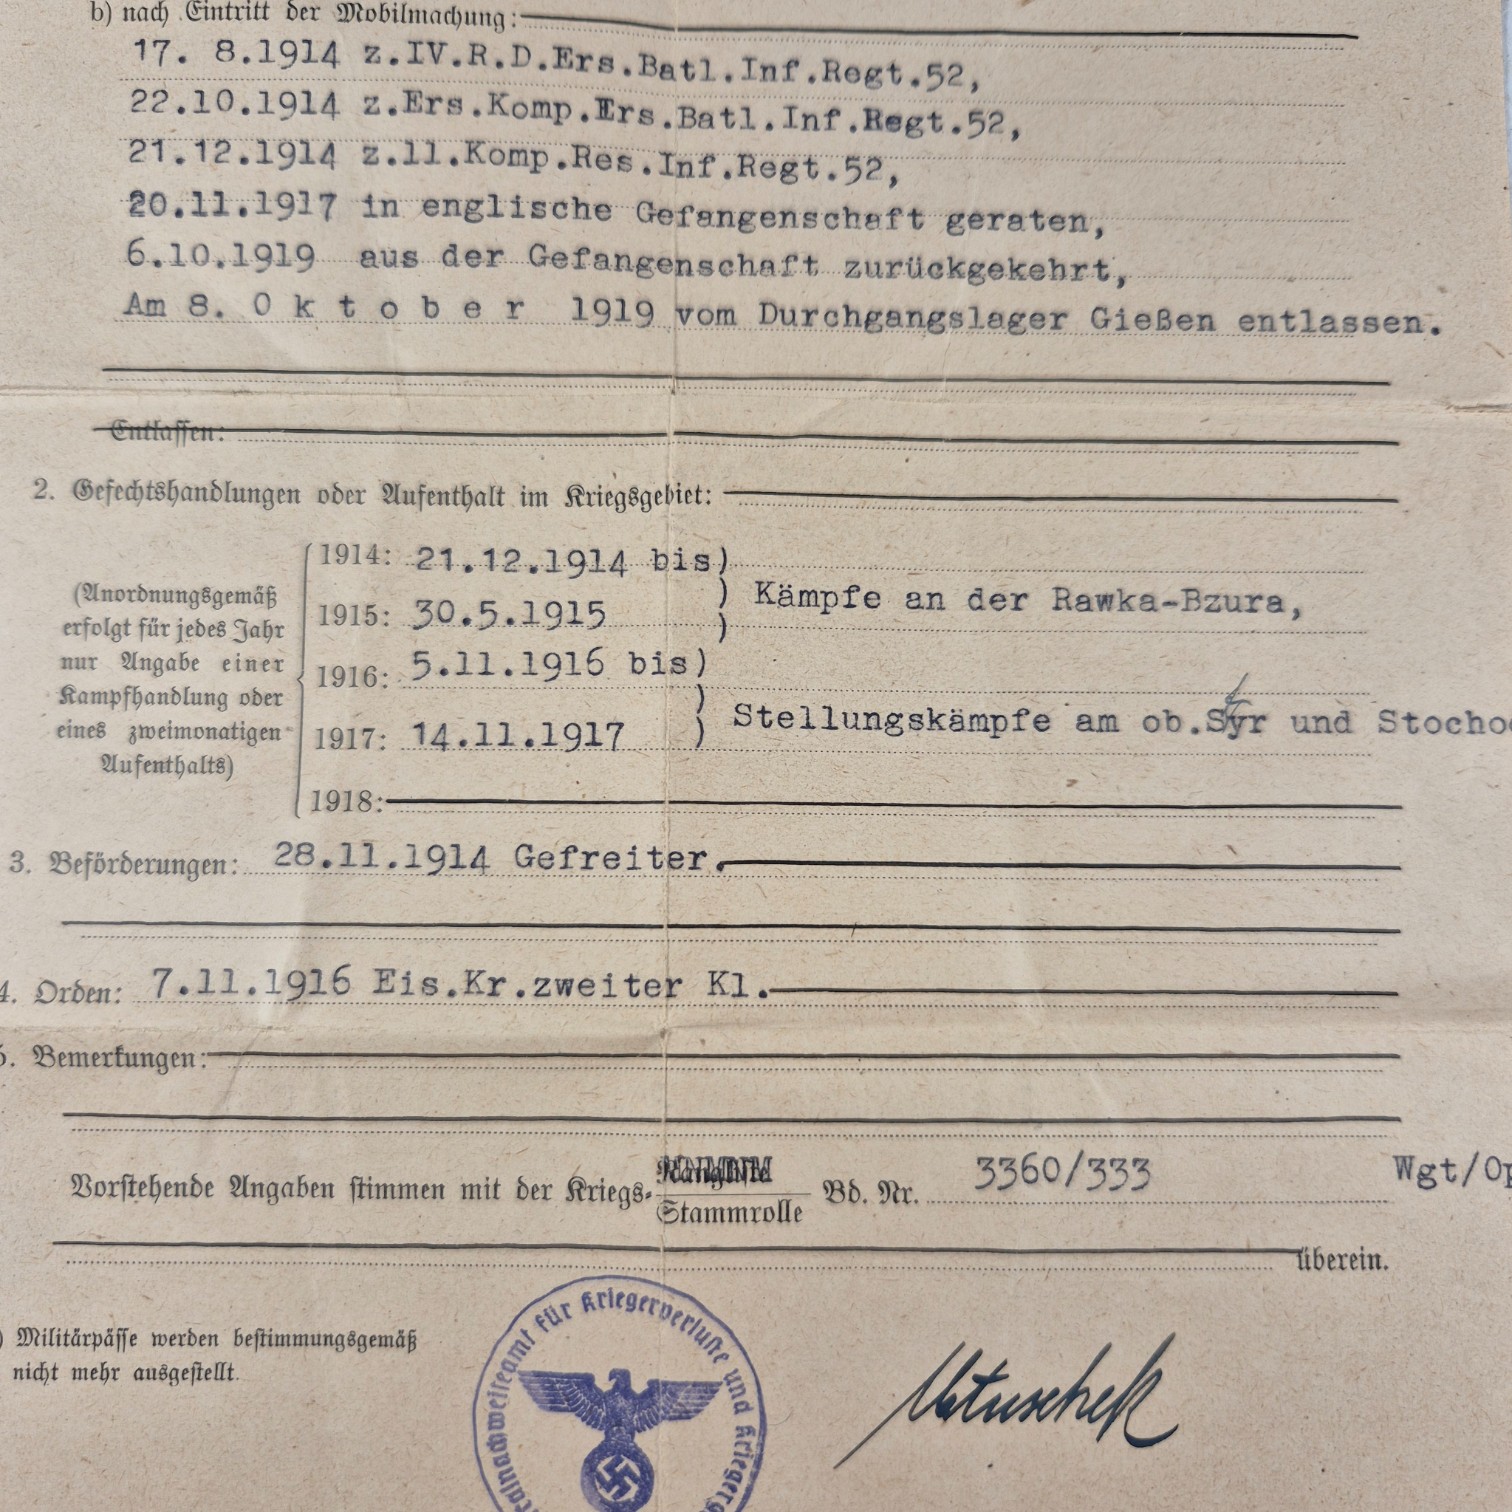 b) nach Eintritt der Mobilmachung:
17. 8.1914 z.IV.R.D.Ers.Batl.Inf.Regt.52,
22.10.1914 z.Ers.Komp.Ers.Batl.Inf.Regt.52,
21.12.1914 z.11.Komp.Res.Inf.Regt.52,
20.11.1917 in englische Gefangenschaft geraten,
6.10.1919 aus der Gefangenschaft zurückgekehrt,
Am 8. O k t o b e r 1919 vom Durchgangslager Gießen entlassen.
Entlassen:
2. Gefechtshandlungen oder Aufenthalt im Kriegsgebiet:
(Anordnungsgemäß
erfolgt für jedes Jahr
nur Angabe einer
Kampfhandlung oder
eines zweimonatigen
Aufenthalts)
1914: 21.12.1914 bis)
) Kämpfe an der Rawka-Bzura,
1915: 30.5.1915 )
1916: 5.11.1916 bis)
) Stellungskämpfe am ob.Styr und Stocho
1917: 14.11.1917 )
1918:
3. Beförderungen: 28.11.1914 Gefreiter.
4. Orden: 7.11.1916 Eis.Kr.zweiter Kl.
5. Bemerkungen:
Vorstehende Angaben stimmen mit der Kriegs-Stammrolle Bd. Nr. 3360/333 Wgt/Op
überein.
) Militärpässe werden bestimmungsgemäß
nicht mehr ausgestellt.
alnachweiseamt für Kriegerverluste und Kriegerg
Matuschek